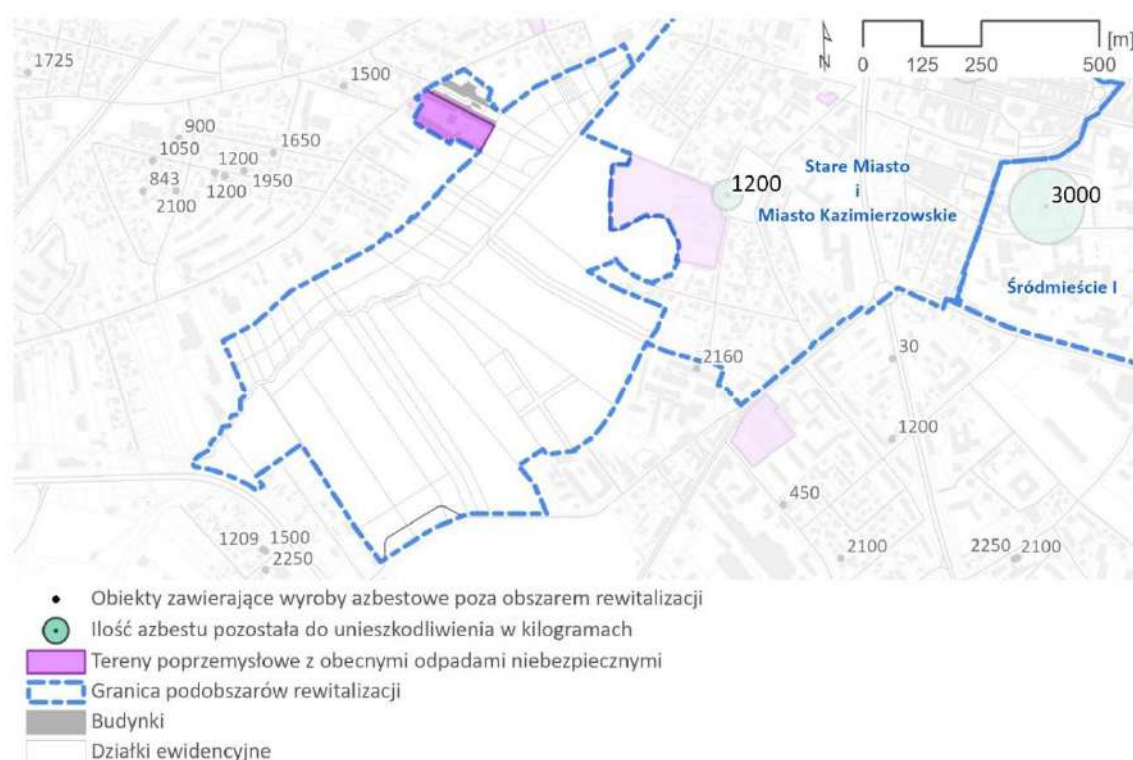 [m]
N
0 125 250 500
1725
1500
900
1050
1650
1200
1200
1950
843
2100
1200
Stare Miasto
i
Miasto Kazimierzowskie
3000
Śródmieście I
2160
30
1200
450
2100
2250 2100
1209 1500
2250
Obiekty zawierające wyroby azbestowe poza obszarem rewitalizacji
Ilość azbestu pozostała do unieszkodliwienia w kilogramach
Tereny poprzemysłowe z obecnymi odpadami niebezpiecznymi
Granica podobszarów rewitalizacji
Budynki
Działki ewidencyjne